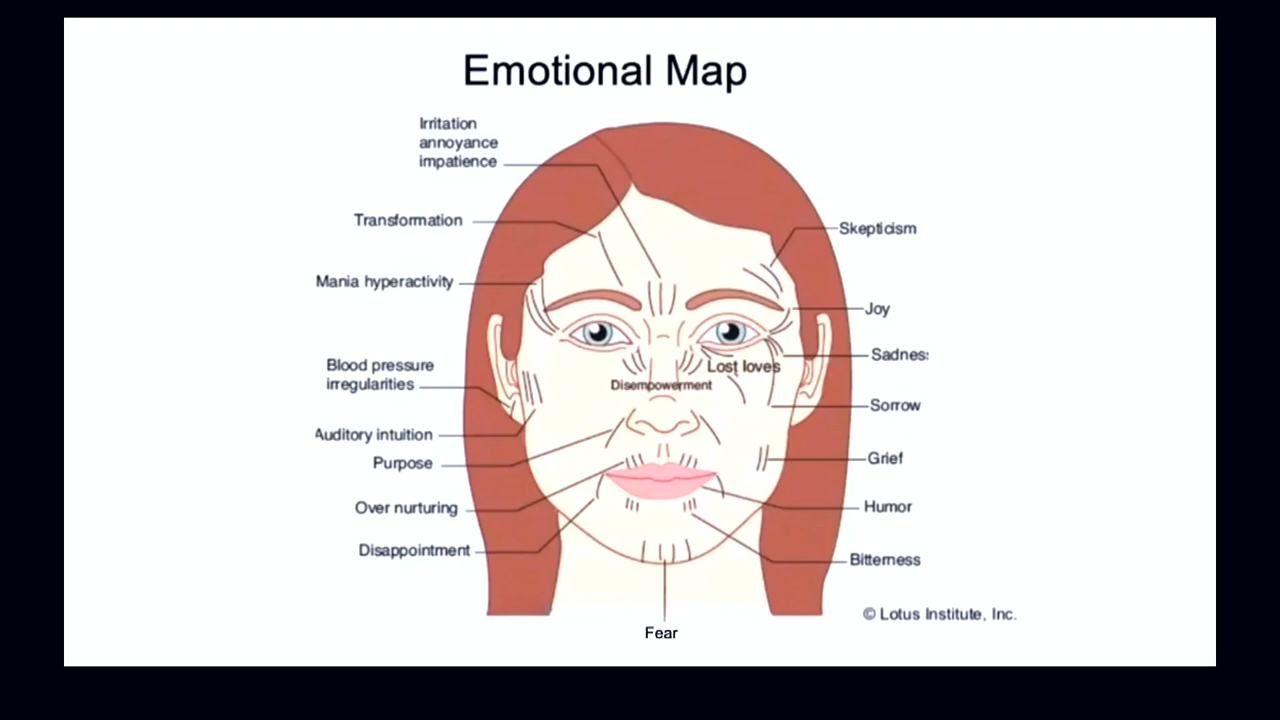 Emotional Map
Irritation
annoyance
impatience
Transformation
Skepticism
Mania hyperactivity
Joy
Sadnes
Blood pressure
irregularities
Lost loves
Disempowerment
Sorrow
Auditory intuition
Purpose
Grief
Over nurturing
Humor
Disappointment
Bitterness
© Lotus Institute, Inc.
Fear